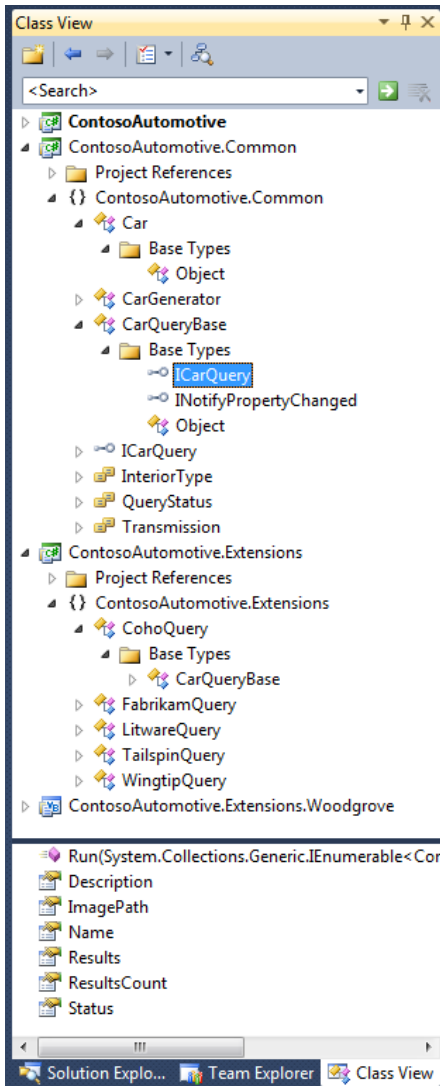 Class View
<Search>
ContosoAutomotive
ContosoAutomotive.Common
Project References
{} ContosoAutomotive.Common
Car
Base Types
Object
CarGenerator
CarQueryBase
Base Types
ICarQuery
INotifyPropertyChanged
Object
ICarQuery
InteriorType
QueryStatus
Transmission
ContosoAutomotive.Extensions
Project References
{} ContosoAutomotive.Extensions
CohoQuery
Base Types
CarQueryBase
FabrikamQuery
LitwareQuery
TailspinQuery
WingtipQuery
ContosoAutomotive.Extensions.Woodgrove
Run(System.Collections.Generic.IEnumerable<Cor
Description
ImagePath
Name
Results
ResultsCount
Status
Solution Explo... Team Explorer Class View